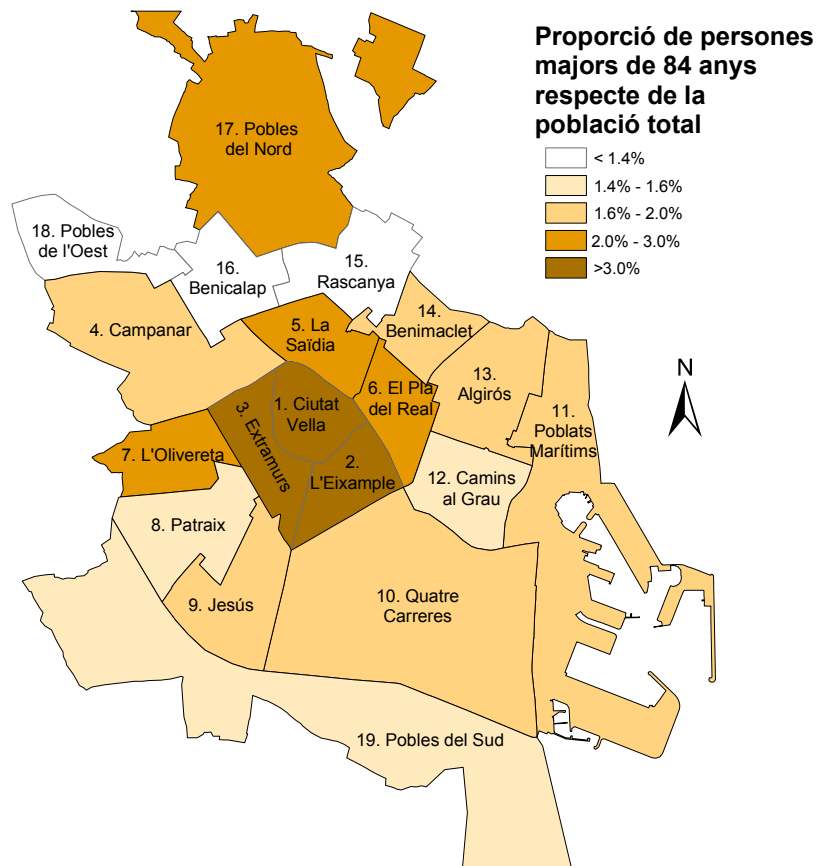 Proporció de persones
majors de 84 anys
respecte de la
població total
< 1.4%
1.4% - 1.6%
1.6% - 2.0%
2.0% - 3.0%
>3.0%
17. Pobles
del Nord
18. Pobles
de l'Oest
16.
Benicalap
15.
Rascanya
4. Campanar
5. La
Saïdia
14.
Benimaclet
13.
Algirós
6. El Pla
del Real
11.
Poblats
Marítims
N
1. Ciutat
Vella
3. Extramurs
2.
L'Eixample
7. L'Olivereta
12. Camins
al Grau
8. Patraix
9. Jesús
10. Quatre
Carreres
19. Pobles del Sud